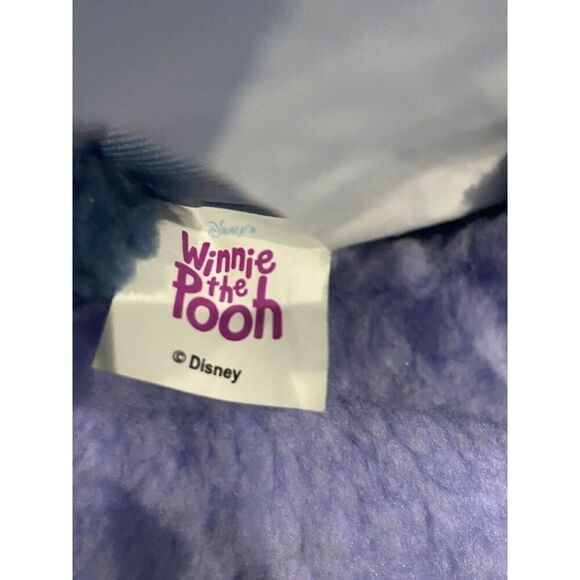 Disney's
Winnie
the
Pooh
© Disney